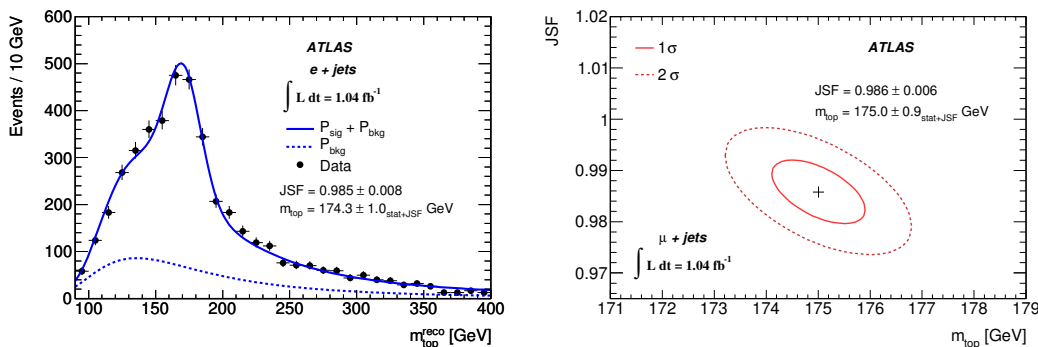 Events / 10 GeV
600
500
400
300
200
100
0
ATLAS
e + jets
∫ L dt = 1.04 fb⁻¹
P_sig + P_bkg
P_bkg
Data
JSF = 0.985 ± 0.008
m_top = 174.3 ± 1.0_stat+JSF GeV
100 150 200 250 300 350 400
m_top^reco [GeV]
JSF
1.02
1.01
1
0.99
0.98
0.97
1 σ
2 σ
ATLAS
JSF = 0.986 ± 0.006
m_top = 175.0 ± 0.9_stat+JSF GeV
μ + jets
∫ L dt = 1.04 fb⁻¹
171 172 173 174 175 176 177 178 179
m_top [GeV]